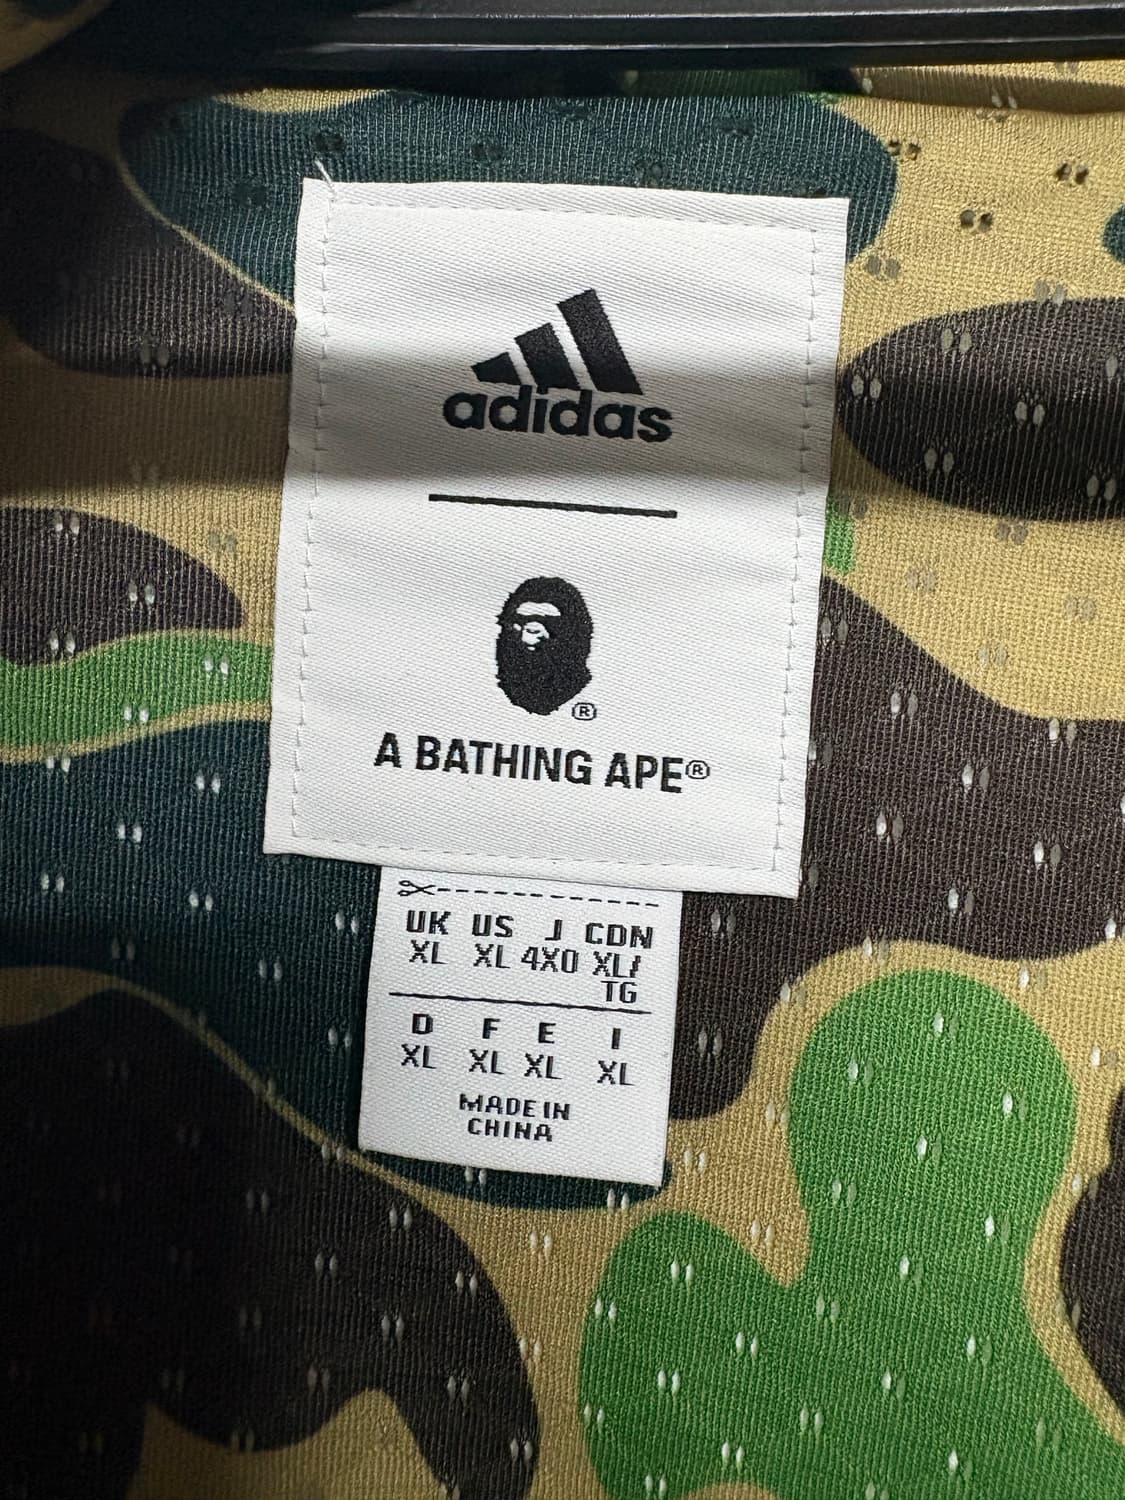 adidas
®
A BATHING APE®
UK US J CDN
XL XL 4XO XL/
TG
D F E I
XL XL XL XL
MADE IN
CHINA